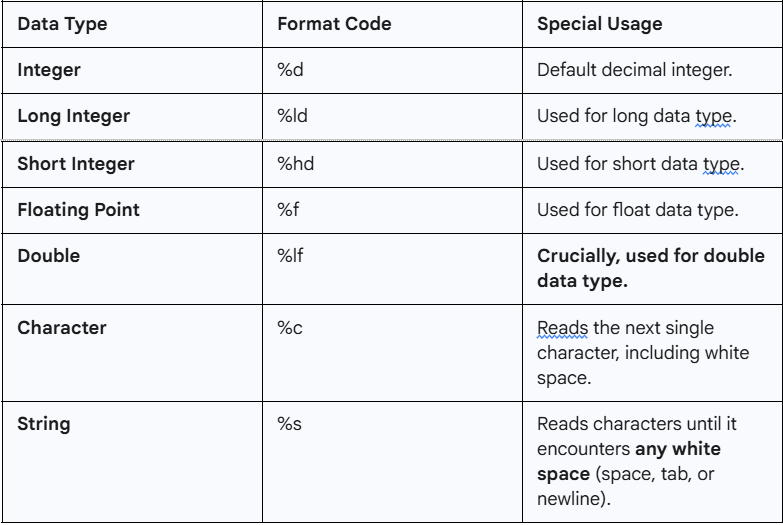 Data Type Format Code Special Usage
Integer %d Default decimal integer.
Long Integer %ld Used for long data type.
Short Integer %hd Used for short data type.
Floating Point %f Used for float data type.
Double %lf Crucially, used for double
data type.
Character %c Reads the next single
character, including white
space.
String %s Reads characters until it
encounters any white
space (space, tab, or
newline).